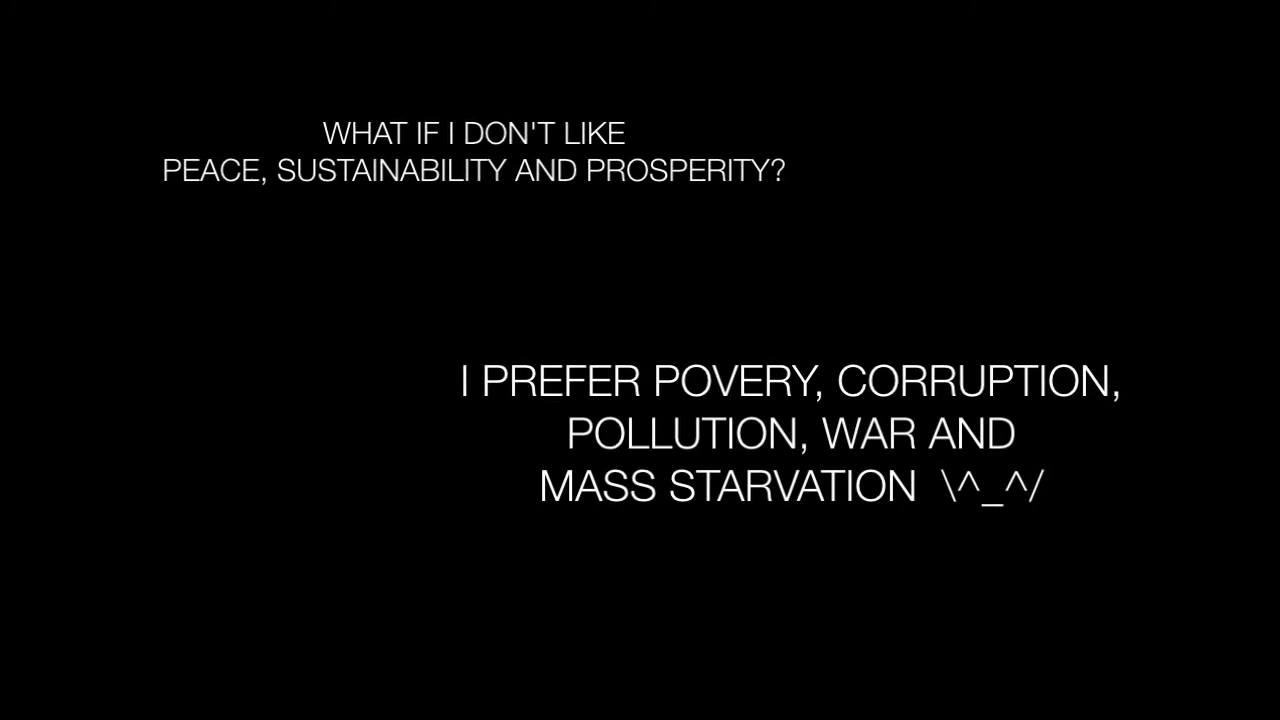 WHAT IF I DON'T LIKE
PEACE, SUSTAINABILITY AND PROSPERITY?
I PREFER POVERY, CORRUPTION,
POLLUTION, WAR AND
MASS STARVATION \^_^/